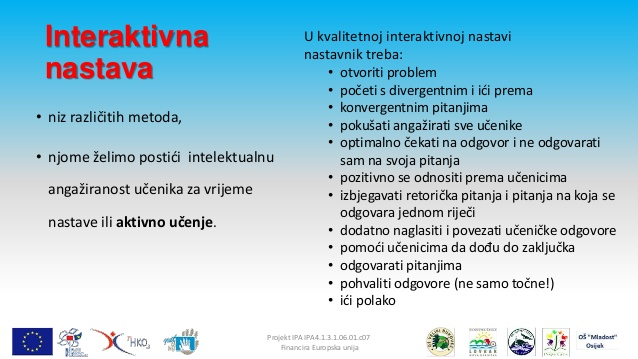 Interaktivna
nastava
• niz različitih metoda,
• njome želimo postići intelektualnu
angažiranost učenika za vrijeme
nastave ili aktivno učenje.
U kvalitetnoj interaktivnoj nastavi
nastavnik treba:
• otvoriti problem
• početi s divergentnim i ići prema
• konvergentnim pitanjima
• pokušati angažirati sve učenike
• optimalno čekati na odgovor i ne odgovarati
sam na svoja pitanja
• pozitivno se odnositi prema učenicima
• izbjegavati retorička pitanja i pitanja na koja se
odgovara jednom riječi
• dodatno naglasiti i povezati učeničke odgovore
• pomoći učenicima da dođu do zaključka
• odgovarati pitanjima
• pohvaliti odgovore (ne samo točne!)
• ići polako
Projekt IPA IPA4.1.3.1.06.01.c07
Financira Europska unija
HKO
OŠ "Mladost"
Osijek